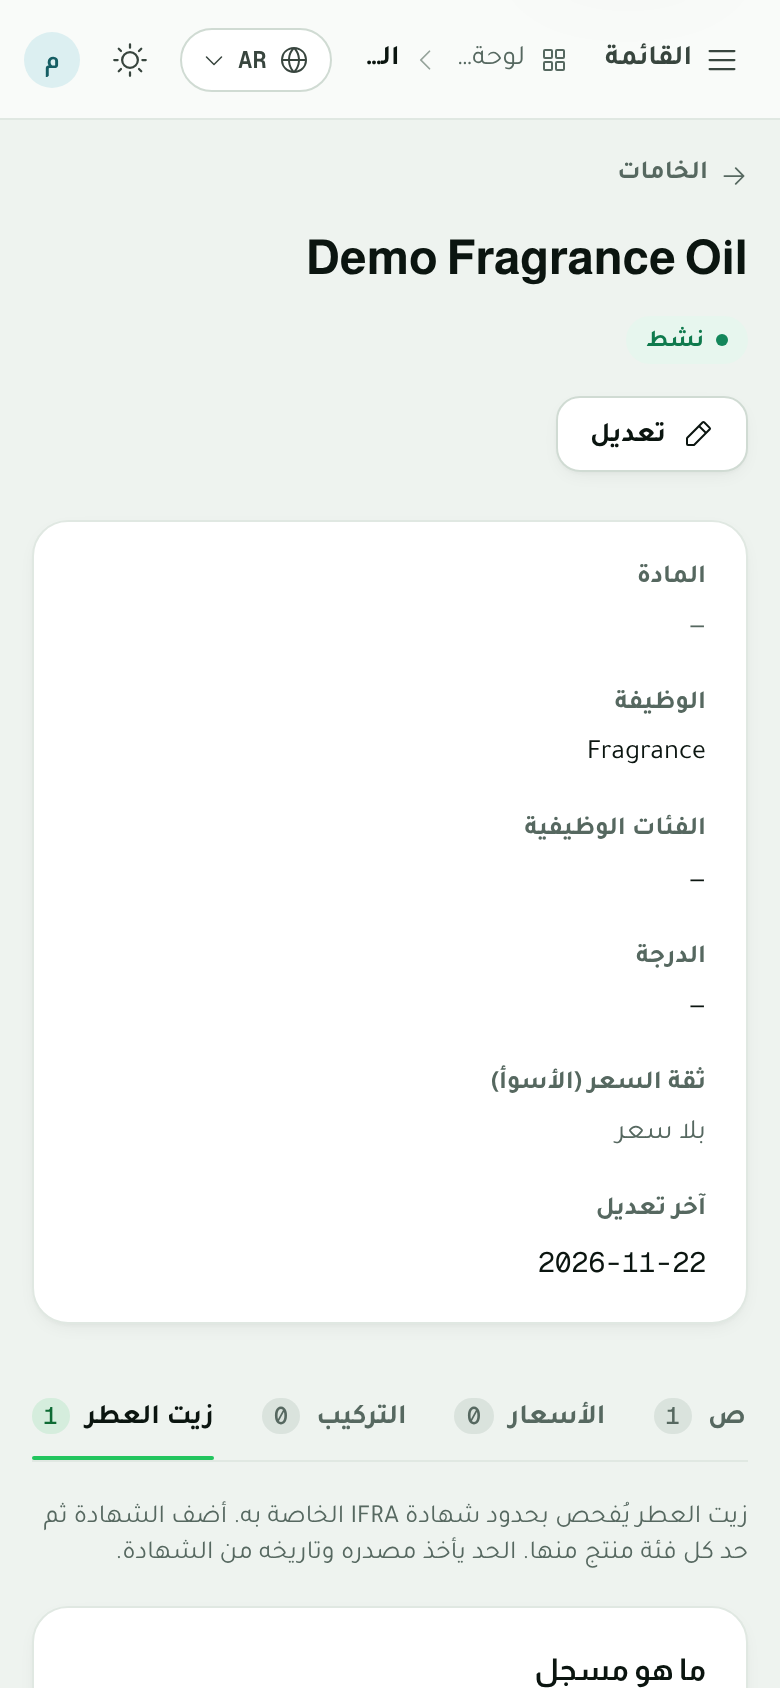 القائمة
لوحة...
الـ...
AR
م
الخامات
Demo Fragrance Oil
نشط
تعديل
المادة
—
الوظيفة
Fragrance
الفئات الوظيفية
—
الدرجة
—
ثقة السعر (الأسوأ)
بلا سعر
آخر تعديل
2026-11-22
ص 1 الأسعار 0 التركيب 0 زيت العطر 1
زيت العطر يُفحص بحدود شهادة IFRA الخاصة به. أضف الشهادة ثم
حد كل فئة منتج منها. الحد يأخذ مصدره وتاريخه من الشهادة.
ما هو مسجل